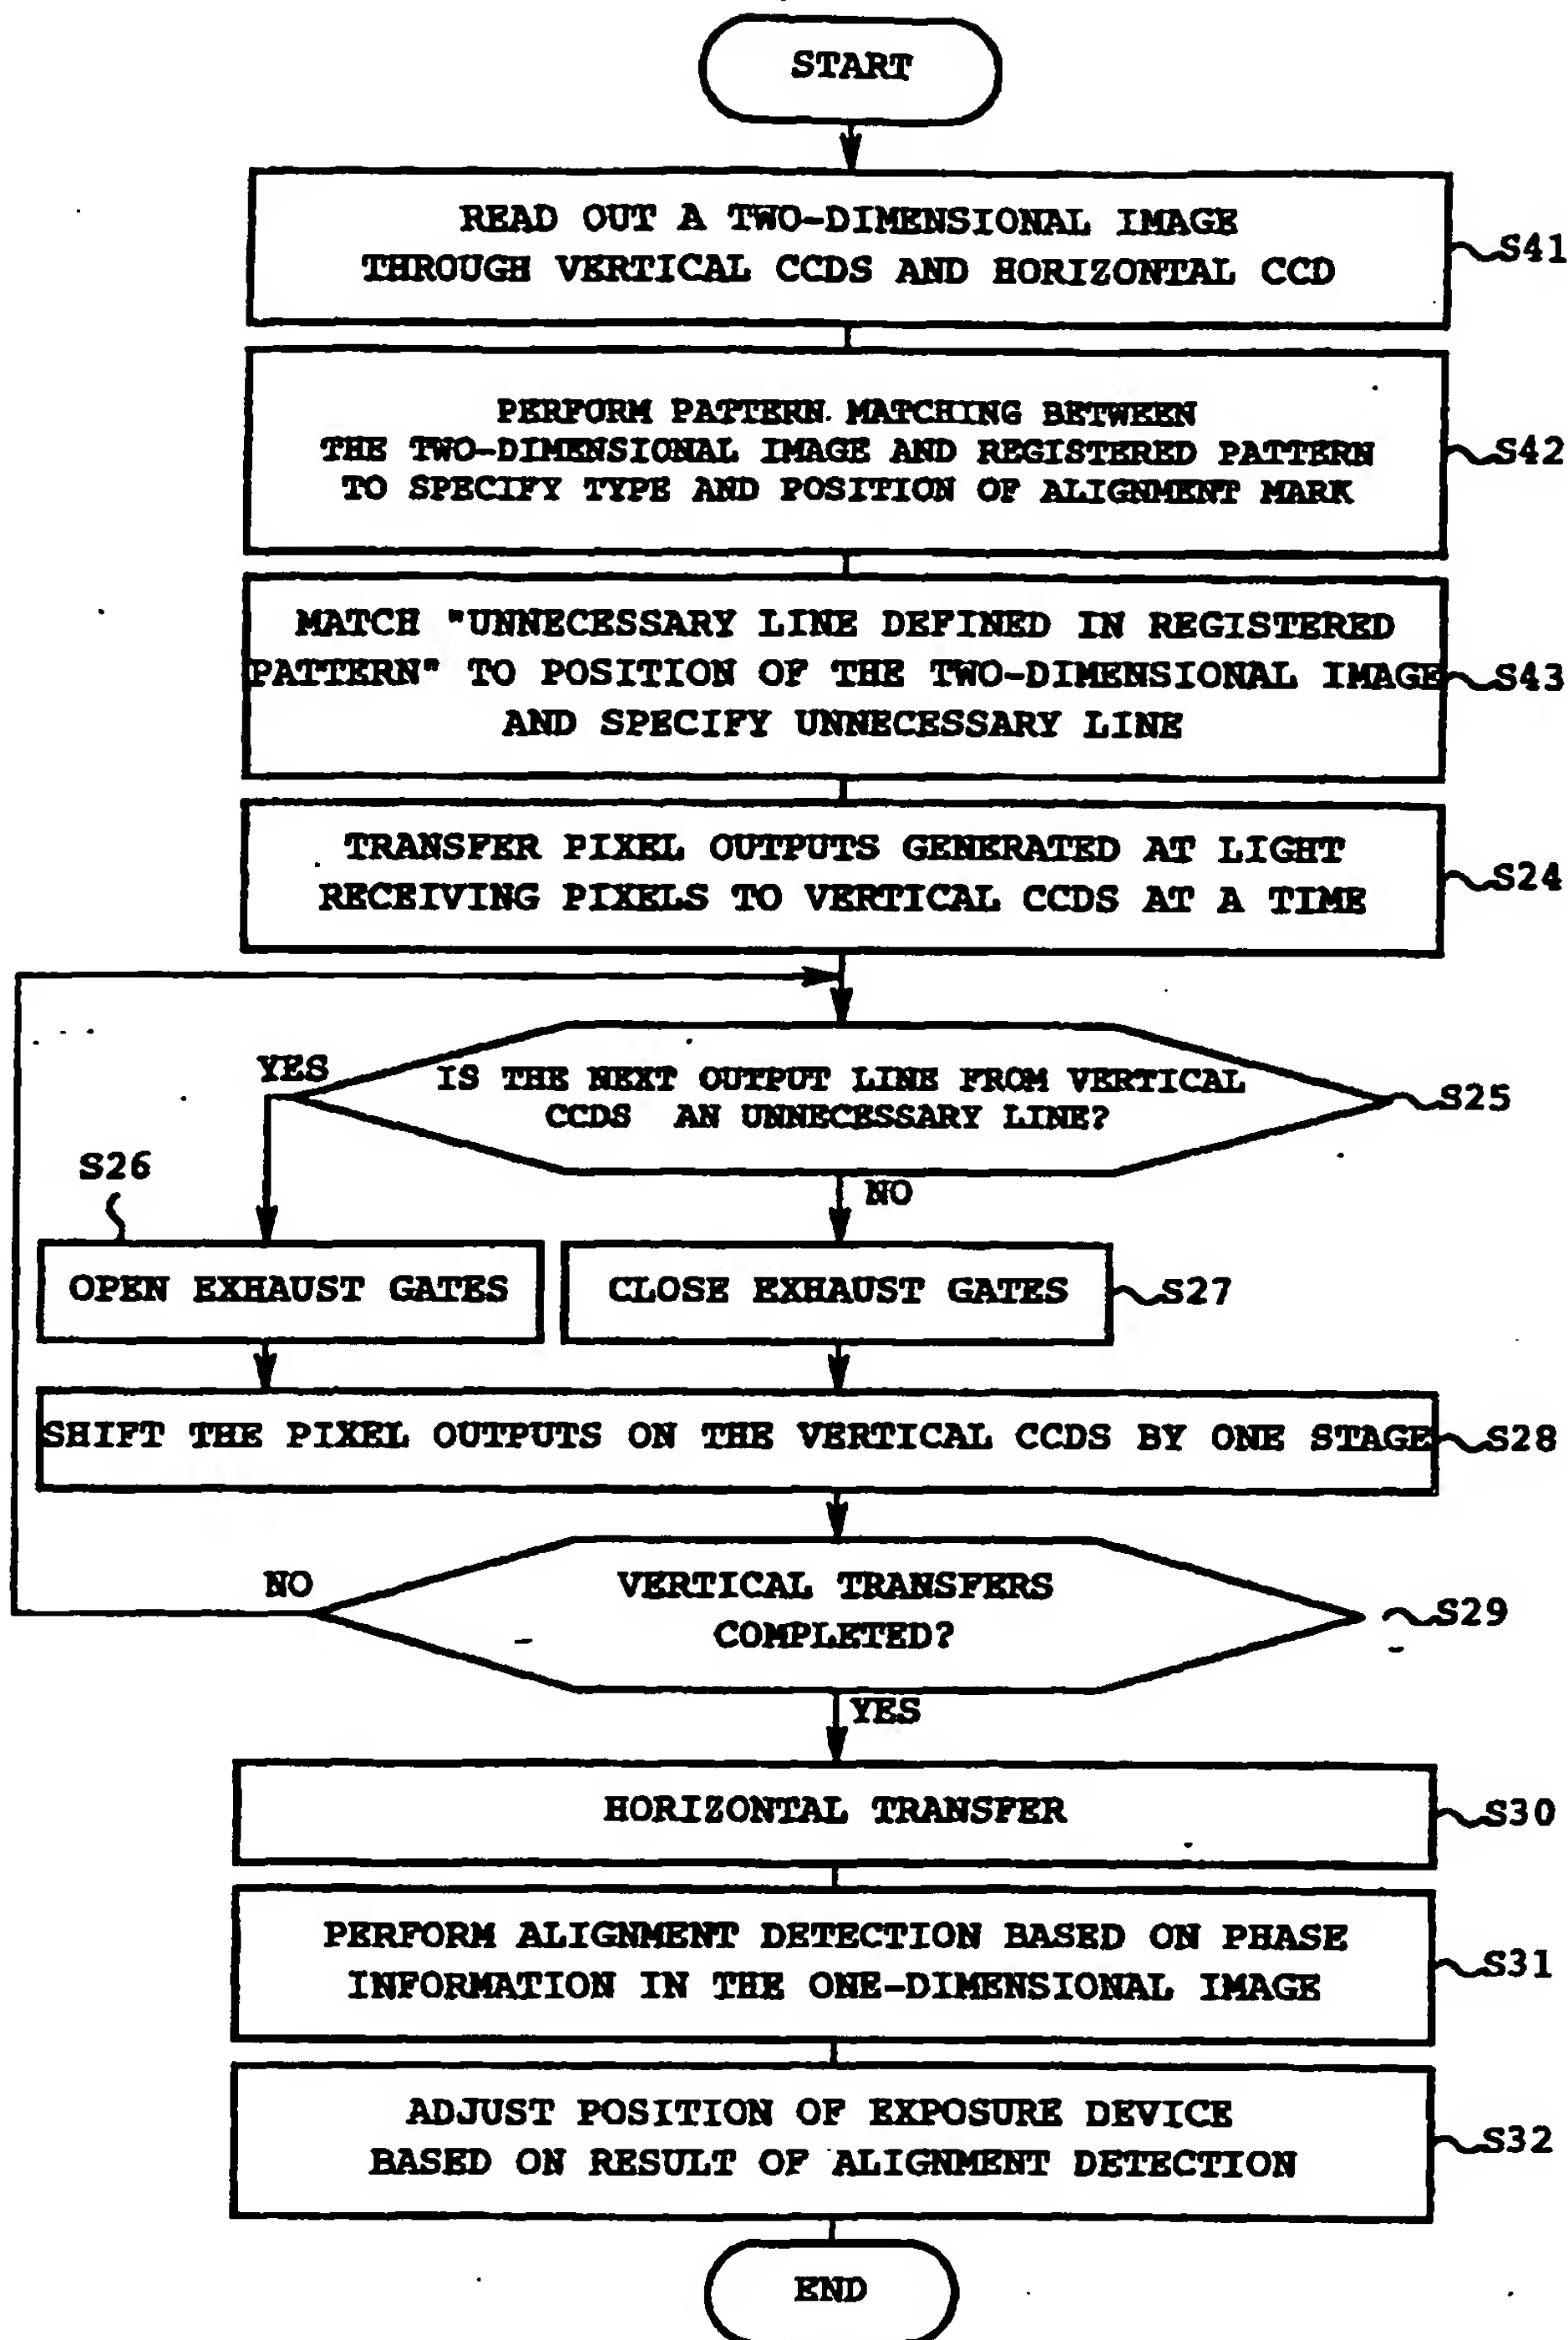 START
READ OUT A TWO-DIMENSIONAL IMAGE
THROUGH VERTICAL CCDS AND HORIZONTAL CCD
S41
PERFORM PATTERN MATCHING BETWEEN
THE TWO-DIMENSIONAL IMAGE AND REGISTERED PATTERN
TO SPECIFY TYPE AND POSITION OF ALIGNMENT MARK
S42
MATCH "UNNECESSARY LINE DEFINED IN REGISTERED
PATTERN" TO POSITION OF THE TWO-DIMENSIONAL IMAGE
AND SPECIFY UNNECESSARY LINE
S43
TRANSFER PIXEL OUTPUTS GENERATED AT LIGHT
RECEIVING PIXELS TO VERTICAL CCDS AT A TIME
S24
YES
IS THE NEXT OUTPUT LINE FROM VERTICAL
CCDS AN UNNECESSARY LINE?
S25
S26
NO
OPEN EXHAUST GATES
CLOSE EXHAUST GATES
S27
SHIFT THE PIXEL OUTPUTS ON THE VERTICAL CCDS BY ONE STAGE
S28
NO
VERTICAL TRANSFERS
COMPLETED?
S29
YES
HORIZONTAL TRANSFER
S30
PERFORM ALIGNMENT DETECTION BASED ON PHASE
INFORMATION IN THE ONE-DIMENSIONAL IMAGE
S31
ADJUST POSITION OF EXPOSURE DEVICE
BASED ON RESULT OF ALIGNMENT DETECTION
S32
END